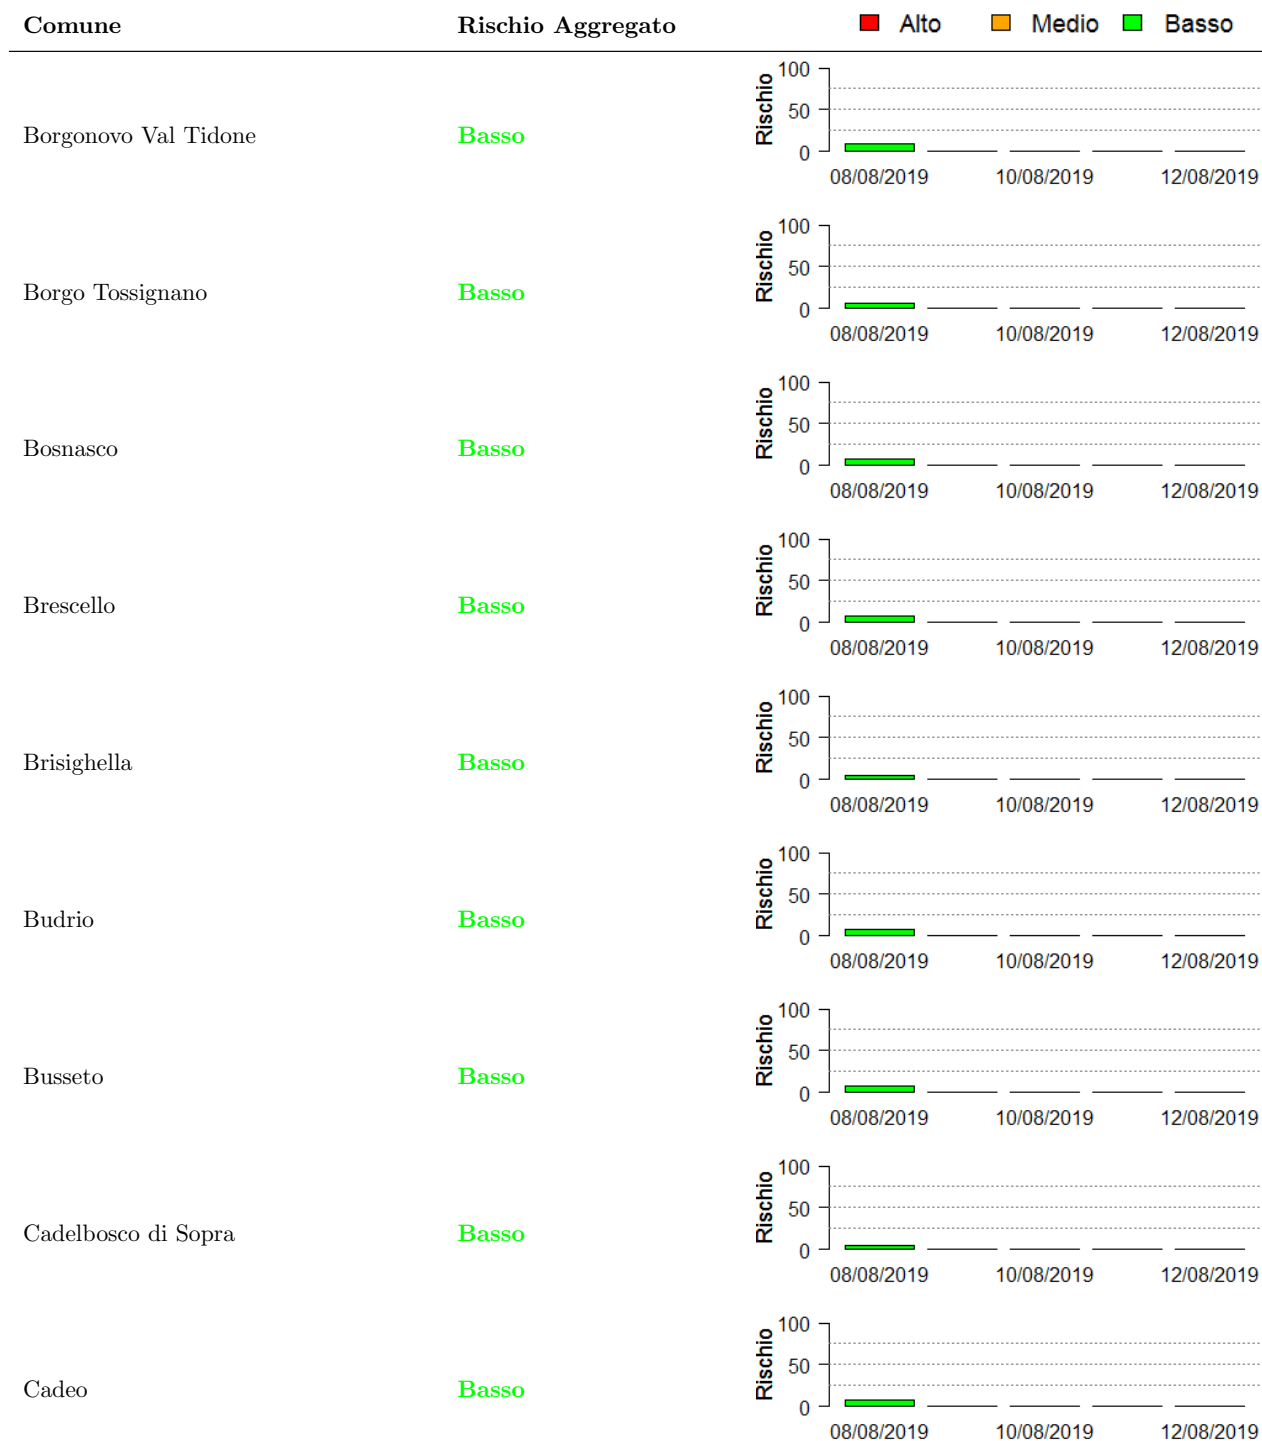 Comune Rischio Aggregato Alto Medio Basso
100
50
0
Rischio
Borgonovo Val Tidone Basso
08/08/2019 10/08/2019 12/08/2019
100
50
0
Rischio
Borgo Tossignano Basso
08/08/2019 10/08/2019 12/08/2019
100
50
0
Rischio
Bosnasco Basso
08/08/2019 10/08/2019 12/08/2019
100
50
0
Rischio
Brescello Basso
08/08/2019 10/08/2019 12/08/2019
100
50
0
Rischio
Brisighella Basso
08/08/2019 10/08/2019 12/08/2019
100
50
0
Rischio
Budrio Basso
08/08/2019 10/08/2019 12/08/2019
100
50
0
Rischio
Busseto Basso
08/08/2019 10/08/2019 12/08/2019
100
50
0
Rischio
Cadelbosco di Sopra Basso
08/08/2019 10/08/2019 12/08/2019
100
50
0
Rischio
Cadeo Basso
08/08/2019 10/08/2019 12/08/2019